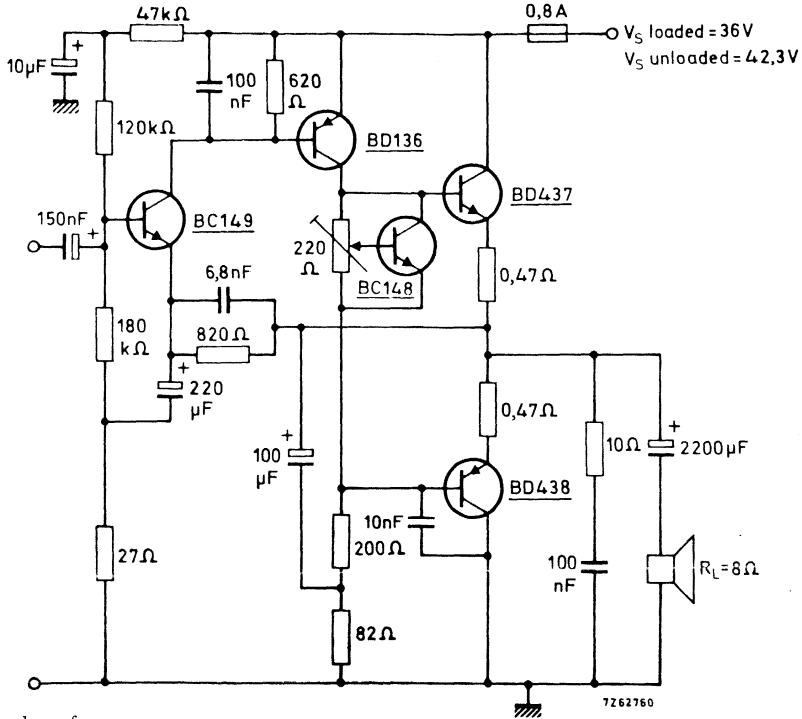 47kΩ
0,8A
Vs loaded = 36V
Vs unloaded = 42,3V
+
10µF
100
nF
620
Ω
120kΩ
BD136
BD437
150nF
+
BC149
220
Ω
6,8nF
BC148
0,47Ω
180
kΩ
820Ω
+
220
µF
0,47Ω
+
10Ω
2200µF
+
100
µF
BD438
10nF
200Ω
27Ω
100
nF
RL=8Ω
82Ω
7Z62760